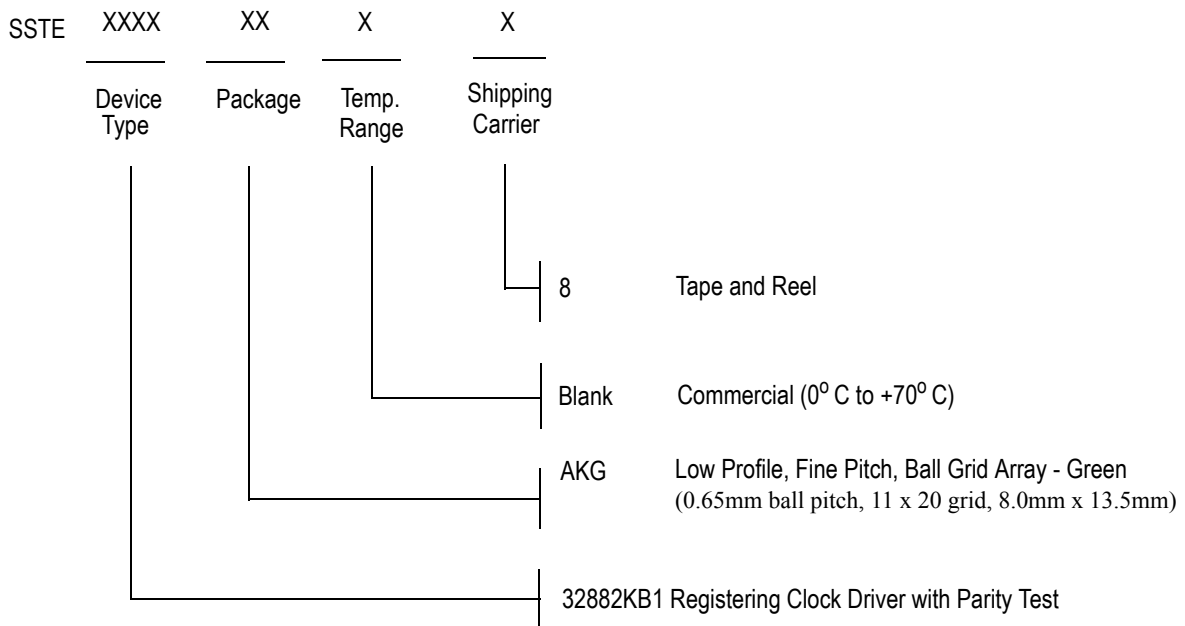 SSTE XXXX XX X X
Device Type
Package
Temp. Range
Shipping Carrier
8 Tape and Reel
Blank Commercial (0° C to +70° C)
AKG Low Profile, Fine Pitch, Ball Grid Array - Green
(0.65mm ball pitch, 11 x 20 grid, 8.0mm x 13.5mm)
32882KB1 Registering Clock Driver with Parity Test